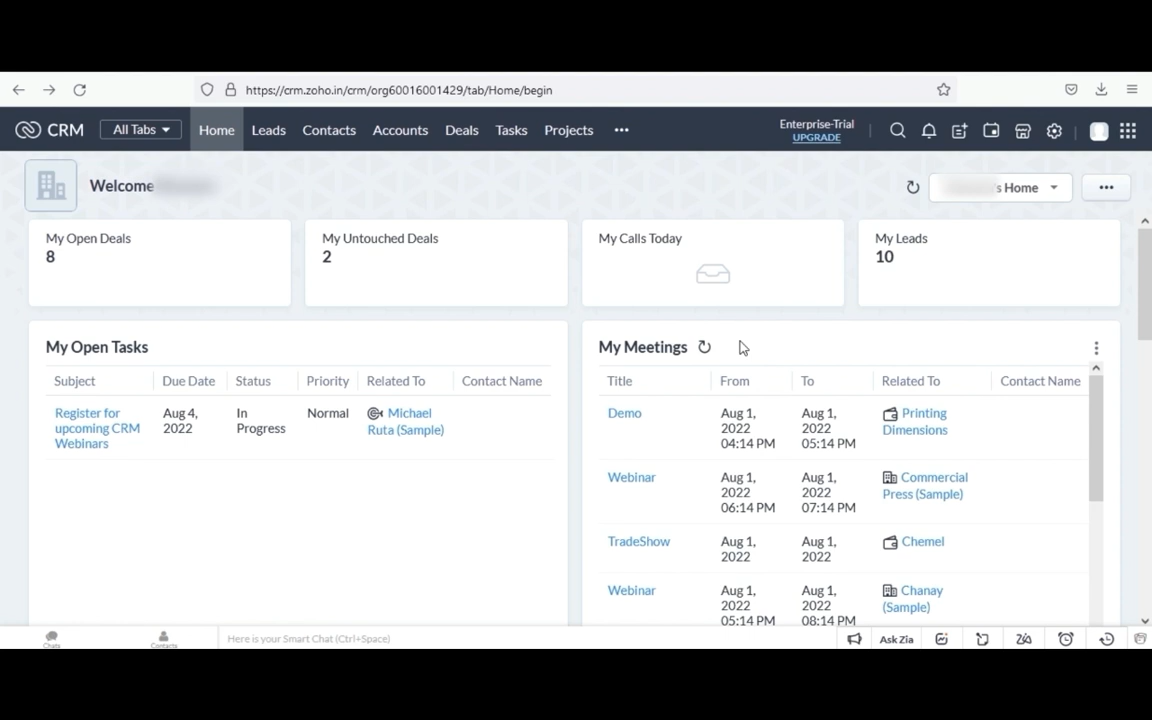 https://crm.zoho.in/crm/org60016001429/tab/Home/begin
CRM All Tabs Home Leads Contacts Accounts Deals Tasks Projects ••• Enterprise-Trial
UPGRADE
Welcome
s Home
My Open Deals
8
My Untouched Deals
2
My Calls Today
My Leads
10
My Open Tasks
Subject Due Date Status Priority Related To Contact Name
Register for upcoming CRM Webinars
Aug 4, 2022
In Progress
Normal
Michael Ruta (Sample)
My Meetings
Title From To Related To Contact Name
Demo
Aug 1, 2022 04:14 PM
Aug 1, 2022 05:14 PM
Printing Dimensions
Webinar
Aug 1, 2022 06:14 PM
Aug 1, 2022 07:14 PM
Commercial Press (Sample)
TradeShow
Aug 1, 2022
Aug 1, 2022
Chemel
Webinar
Aug 1, 2022 05:14 PM
Aug 1, 2022 08:14 PM
Chanay (Sample)
Chats
Contacts
Here is your Smart Chat (Ctrl+Space)
Ask Zia